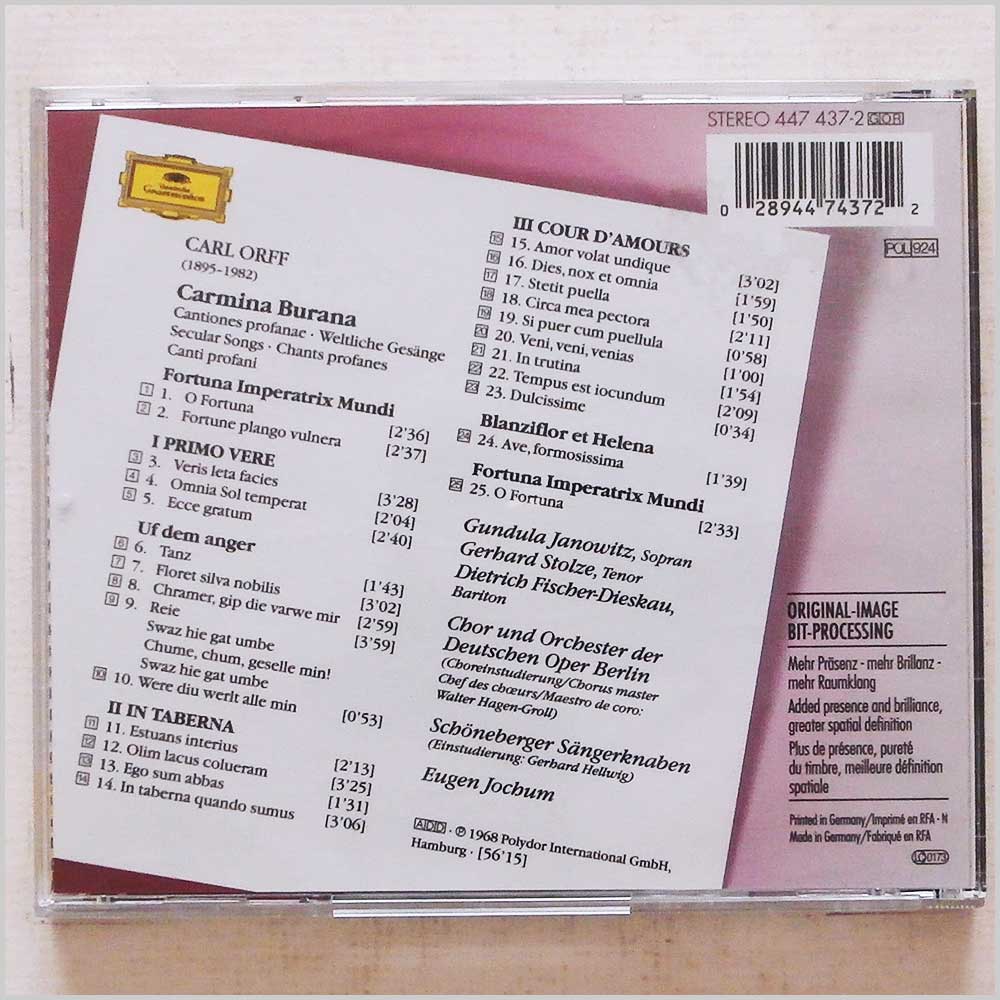 STEREO 447 437-2 GLOR
0 28944 74372 2
POL 924
Deutsche
Grammophon
CARL ORFF
(1895-1982)
Carmina Burana
Cantiones profanae · Weltliche Gesänge
Secular Songs · Chants profanes
Canti profani
Fortuna Imperatrix Mundi
1 1. O Fortuna [2'36]
2 2. Fortune plango vulnera [2'37]
I PRIMO VERE
3 3. Veris leta facies [3'28]
4 4. Omnia Sol temperat [2'04]
5 5. Ecce gratum [2'40]
Uf dem anger
6 6. Tanz [1'43]
7 7. Floret silva nobilis [3'02]
8 8. Chramer, gip die varwe mir [2'59]
9 9. Reie [3'59]
Swaz hie gat umbe
Chume, chum, geselle min!
Swaz hie gat umbe
10 10. Were diu werlt alle min [0'53]
II IN TABERNA
11 11. Estuans interius [2'13]
12 12. Olim lacus colueram [3'25]
13 13. Ego sum abbas [1'31]
14 14. In taberna quando sumus [3'06]
III COUR D'AMOURS
15 15. Amor volat undique [3'02]
16 16. Dies, nox et omnia [1'59]
17 17. Stetit puella [1'50]
18 18. Circa mea pectora [2'11]
19 19. Si puer cum puellula [0'58]
20 20. Veni, veni, venias [1'00]
21 21. In trutina [1'54]
22 22. Tempus est iocundum [2'09]
23 23. Dulcissime [0'34]
Blanziflor et Helena
24 24. Ave, formosissima [1'39]
Fortuna Imperatrix Mundi
25 25. O Fortuna [2'33]
Gundula Janowitz, Sopran
Gerhard Stolze, Tenor
Dietrich Fischer-Dieskau,
Bariton
Chor und Orchester der
Deutschen Oper Berlin
(Choreinstudierung/Chorus master
Chef des chœurs/Maestro de coro:
Walter Hagen-Groll)
Schöneberger Sängerknaben
(Einstudierung: Gerhard Hellwig)
Eugen Jochum
ADD · ℗ 1968 Polydor International GmbH,
Hamburg · [56'15]
ORIGINAL-IMAGE
BIT-PROCESSING
Mehr Präsenz - mehr Brillanz -
mehr Raumklang
Added presence and brilliance,
greater spatial definition
Plus de présence, pureté
du timbre, meilleure définition
spatiale
Printed in Germany/Imprimé en RFA - N
Made in Germany/Fabriqué en RFA
LC 0173